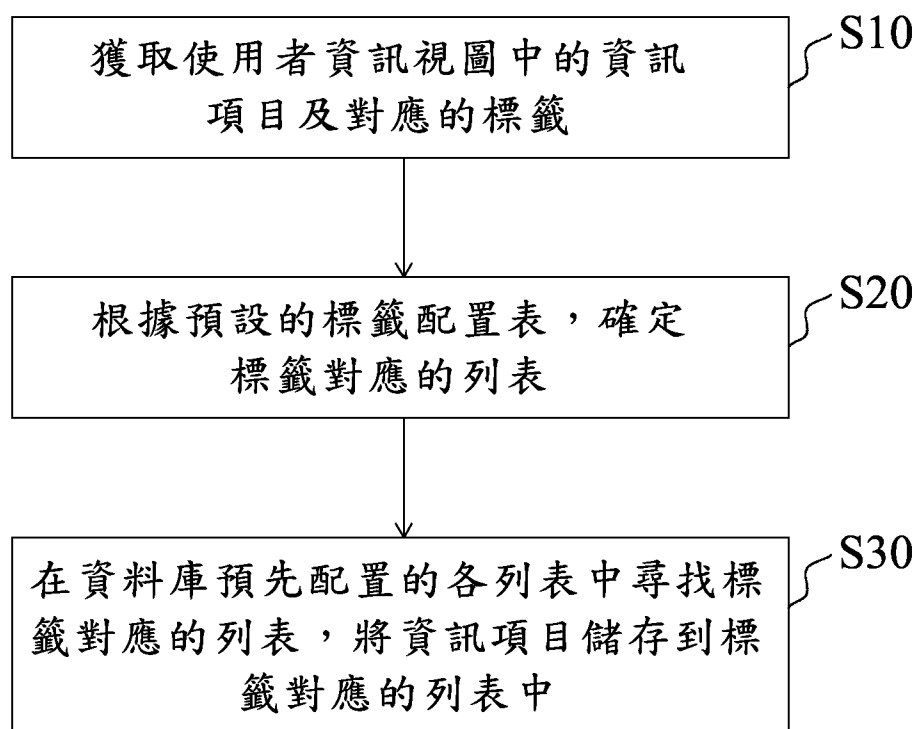 獲取使用者資訊視圖中的資訊
項目及對應的標籤
S10
根據預設的標籤配置表，確定
標籤對應的列表
S20
在資料庫預先配置的各列表中尋找標
籤對應的列表，將資訊項目儲存到標
籤對應的列表中
S30